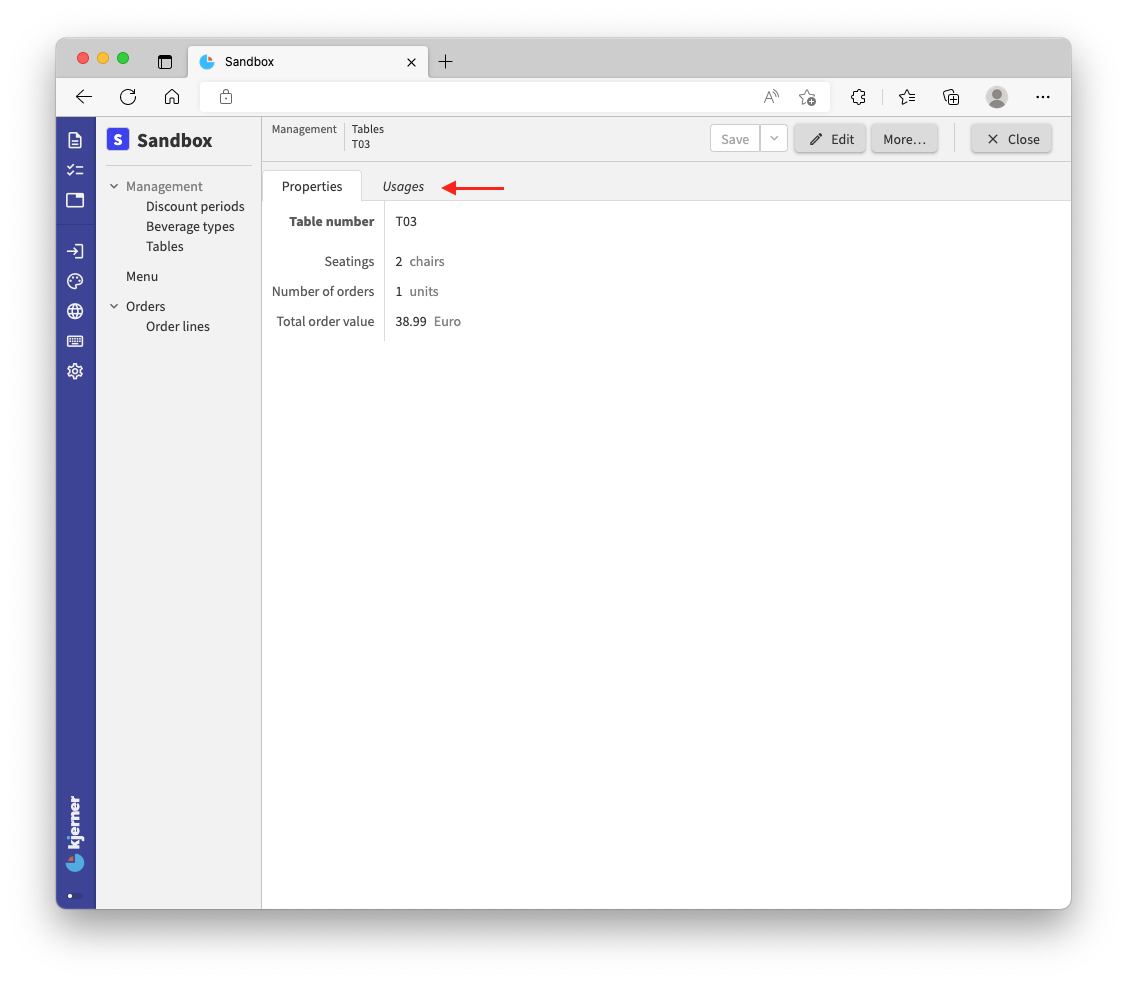 Sandbox
S Sandbox
Management
Discount periods
Beverage types
Tables
Menu
Orders
Order lines
kjerner
Management
Tables
T03
Save
Edit
More…
Close
Properties
Usages
Table number T03
Seatings 2 chairs
Number of orders 1 units
Total order value 38.99 Euro